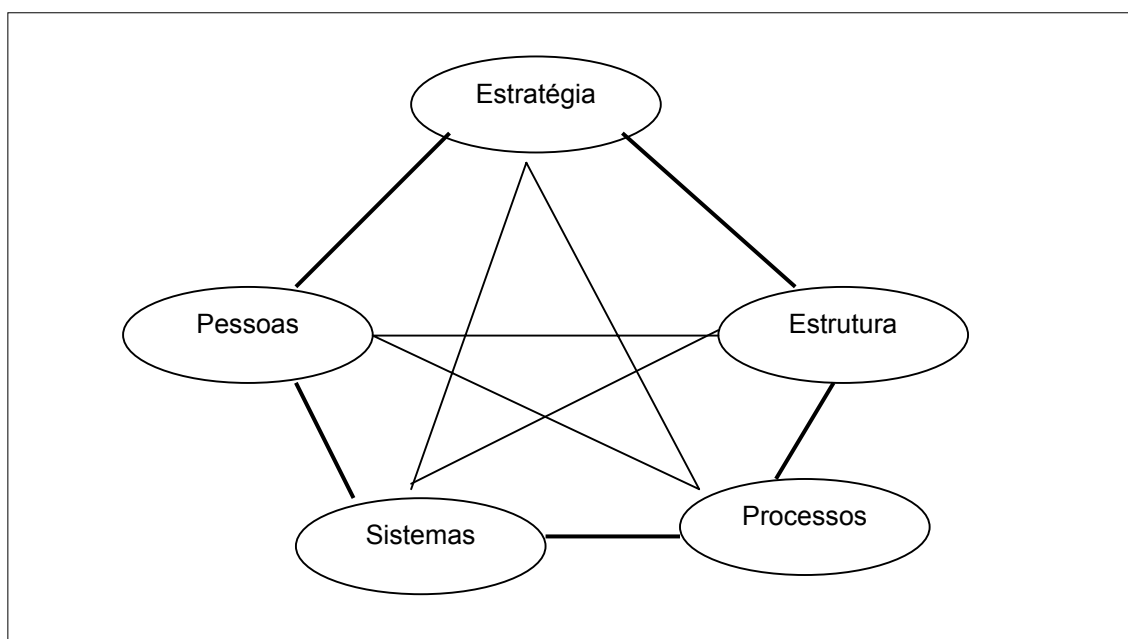 Estratégia
Pessoas
Estrutura
Sistemas
Processos